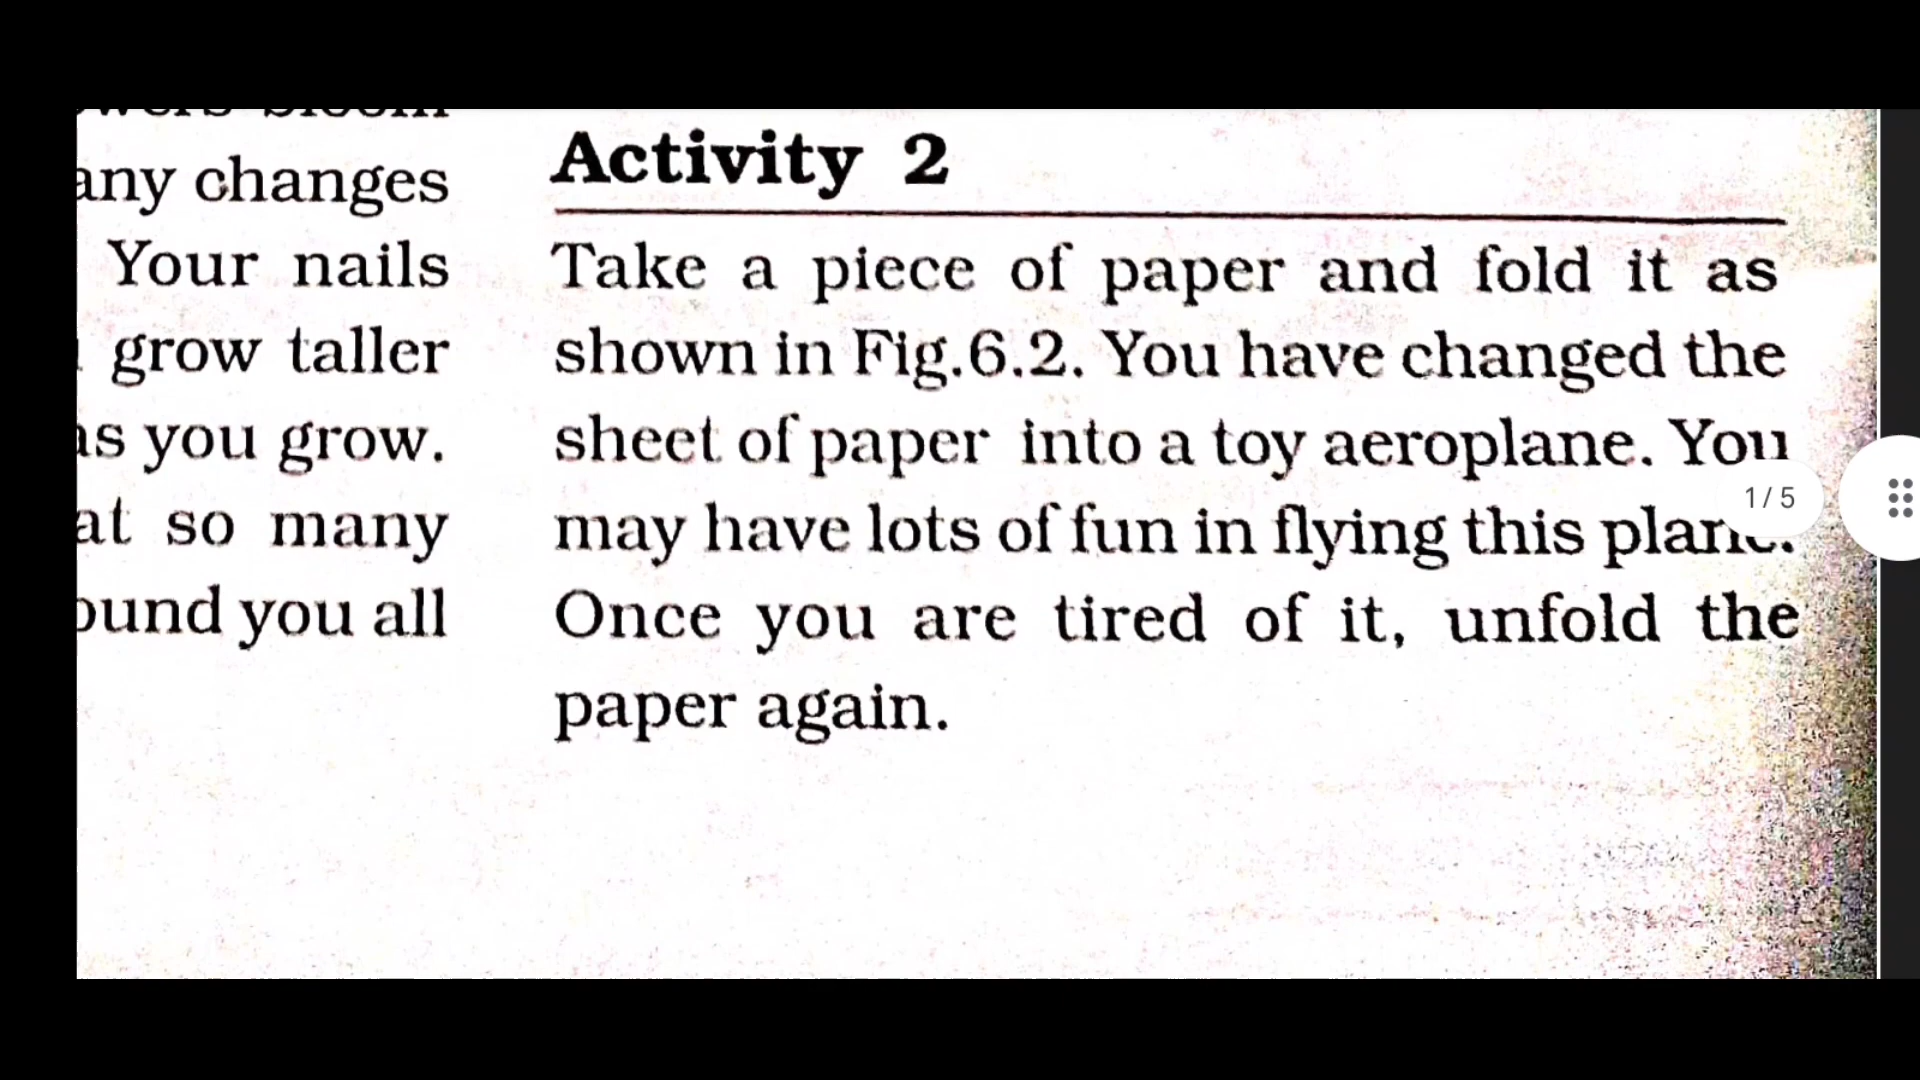 any changes
Your nails
grow taller
as you grow.
at so many
ound you all
Activity 2
Take a piece of paper and fold it as
shown in Fig.6.2. You have changed the
sheet of paper into a toy aeroplane. You
may have lots of fun in flying this plane.
Once you are tired of it, unfold the
paper again.
1/5